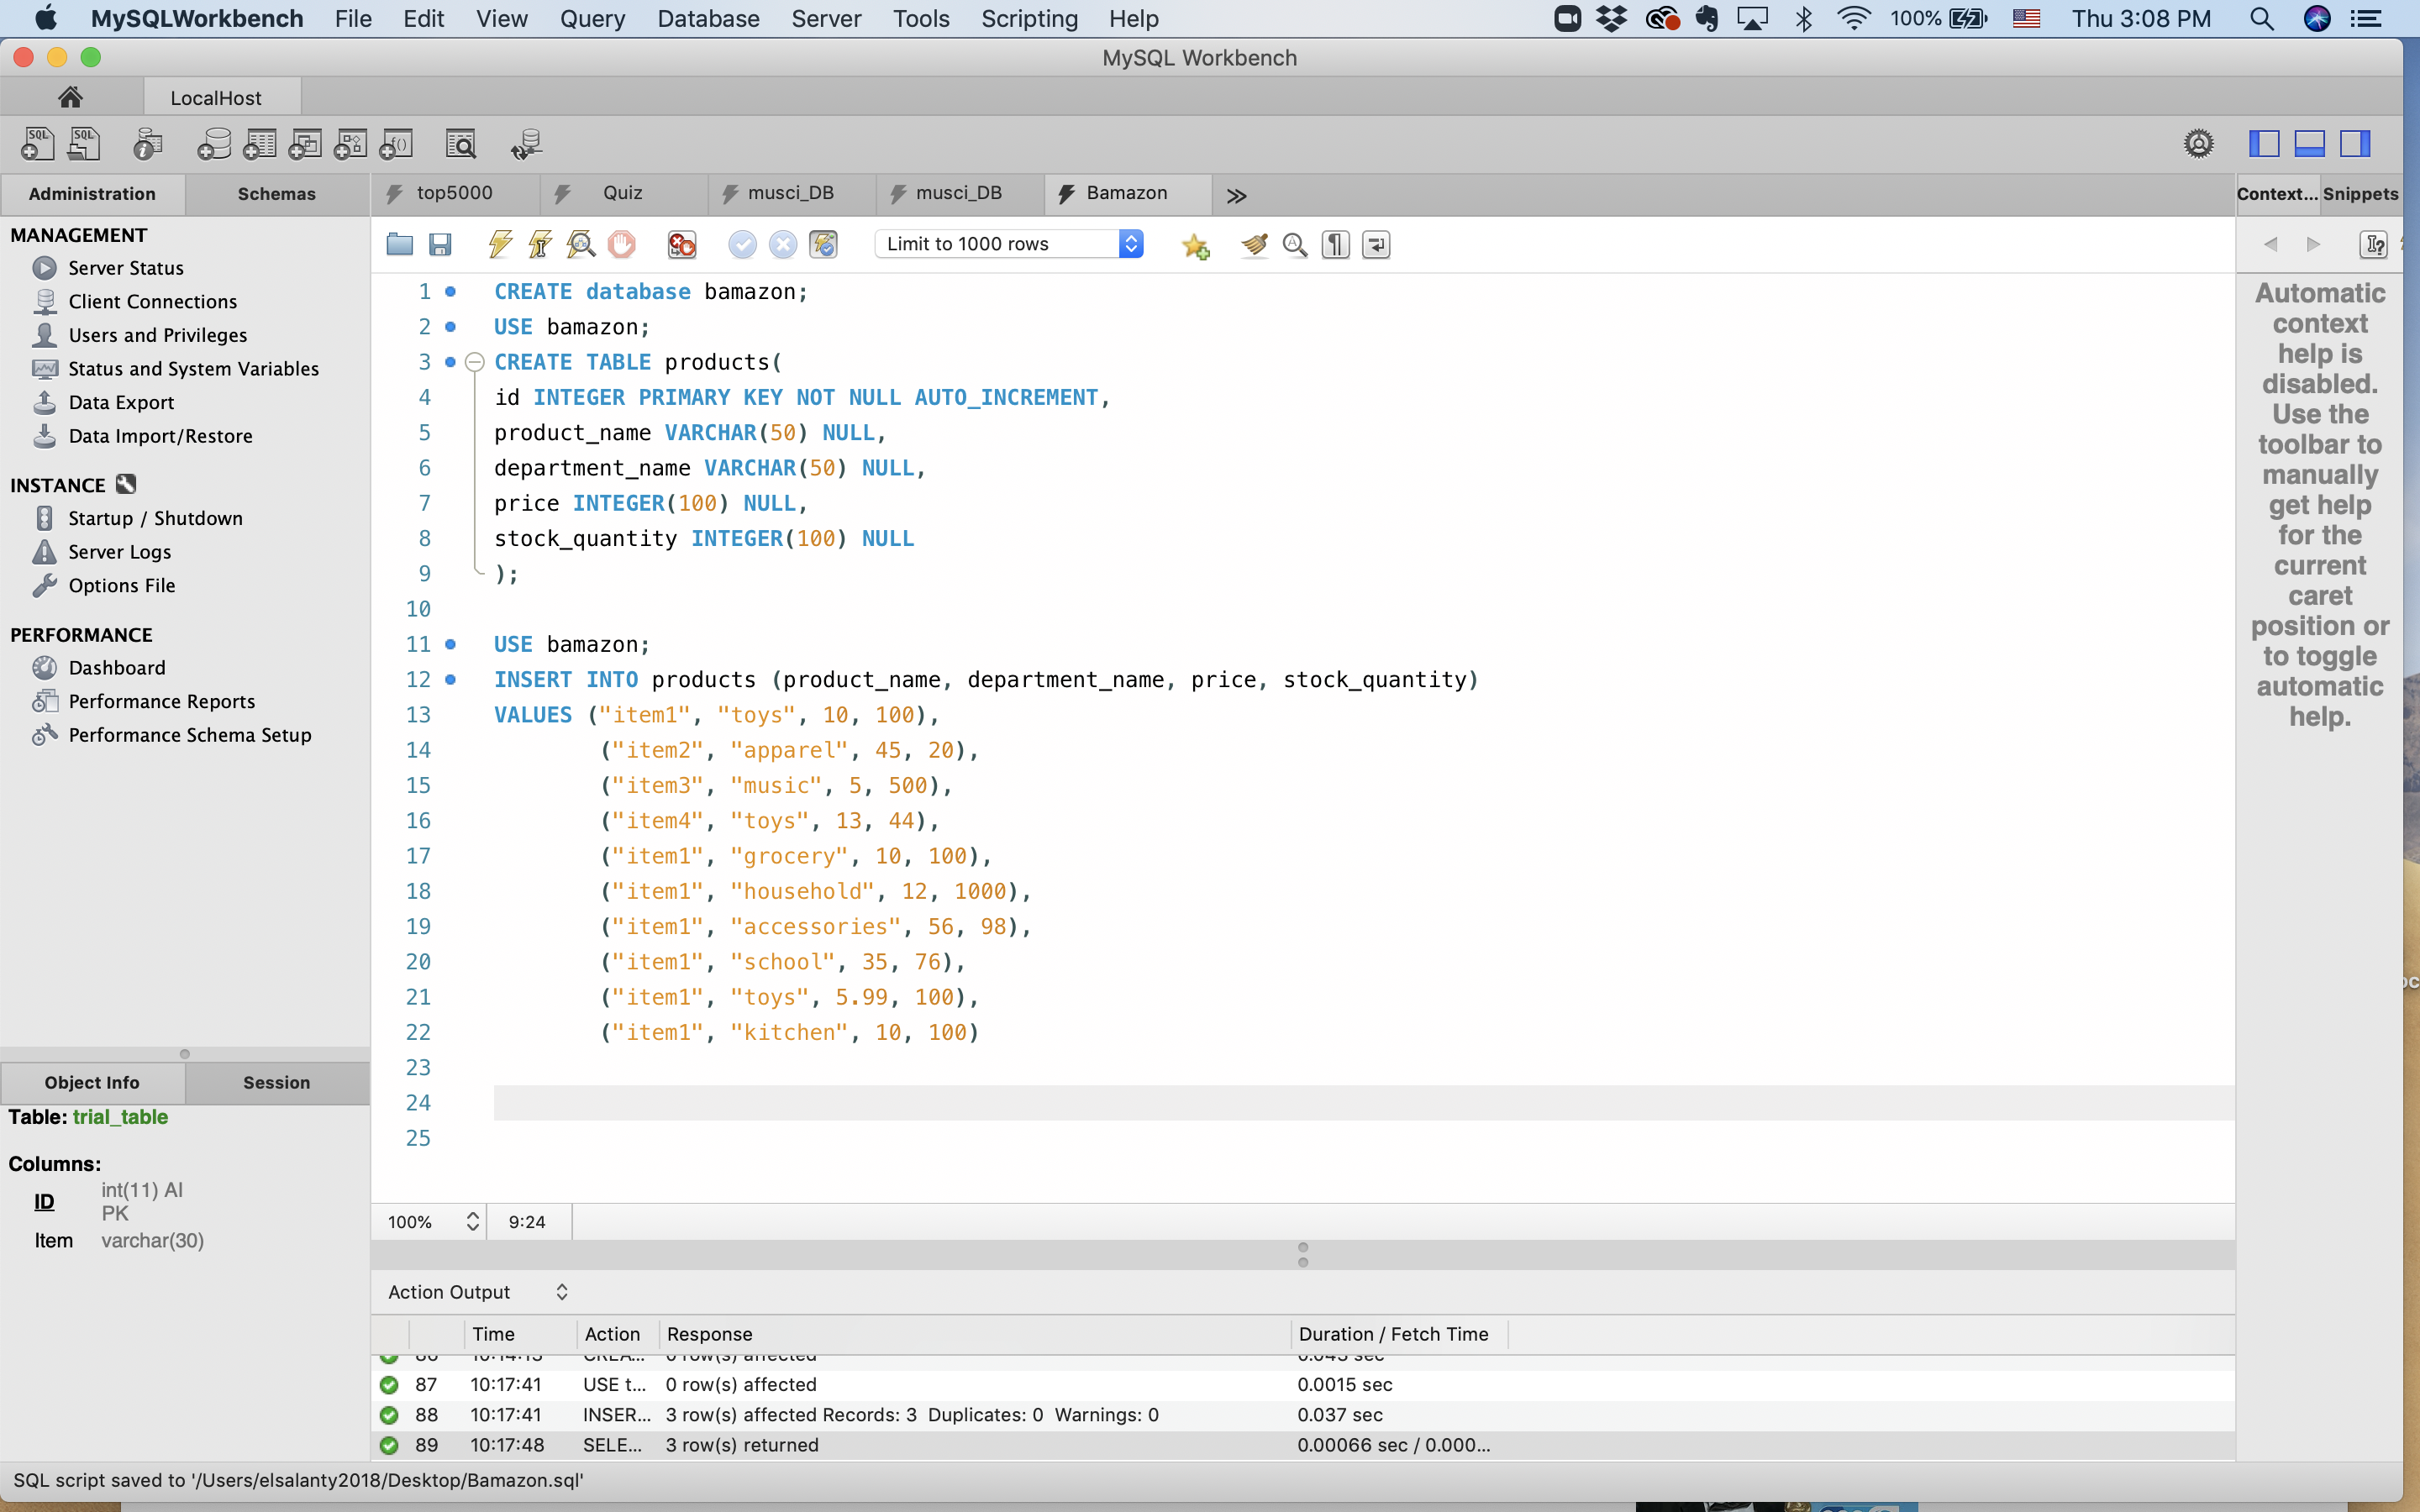 MySQLWorkbench File Edit View Query Database Server Tools Scripting Help 100% Thu 3:08 PM
MySQL Workbench
LocalHost
Administration Schemas
top5000 Quiz musci_DB musci_DB Bamazon
Context... Snippets
MANAGEMENT
Server Status
Client Connections
Users and Privileges
Status and System Variables
Data Export
Data Import/Restore
INSTANCE
Startup / Shutdown
Server Logs
Options File
PERFORMANCE
Dashboard
Performance Reports
Performance Schema Setup
Object Info Session
Table: trial_table
Columns:
ID int(11) AI
PK
Item varchar(30)
Limit to 1000 rows
1 CREATE database bamazon;
2 USE bamazon;
3 CREATE TABLE products(
4 id INTEGER PRIMARY KEY NOT NULL AUTO_INCREMENT,
5 product_name VARCHAR(50) NULL,
6 department_name VARCHAR(50) NULL,
7 price INTEGER(100) NULL,
8 stock_quantity INTEGER(100) NULL
9 );
10
11 USE bamazon;
12 INSERT INTO products (product_name, department_name, price, stock_quantity)
13 VALUES ("item1", "toys", 10, 100),
14 ("item2", "apparel", 45, 20),
15 ("item3", "music", 5, 500),
16 ("item4", "toys", 13, 44),
17 ("item1", "grocery", 10, 100),
18 ("item1", "household", 12, 1000),
19 ("item1", "accessories", 56, 98),
20 ("item1", "school", 35, 76),
21 ("item1", "toys", 5.99, 100),
22 ("item1", "kitchen", 10, 100)
23
24
25
100% 9:24
Action Output
Time Action Response Duration / Fetch Time
86 10:14:13 CREA... 0 row(s) affected 0.043 sec
87 10:17:41 USE t... 0 row(s) affected 0.0015 sec
88 10:17:41 INSER... 3 row(s) affected Records: 3 Duplicates: 0 Warnings: 0 0.037 sec
89 10:17:48 SELE... 3 row(s) returned 0.00066 sec / 0.000...
Automatic
context
help is
disabled.
Use the
toolbar to
manually
get help
for the
current
caret
position or
to toggle
automatic
help.
SQL script saved to '/Users/elsalanty2018/Desktop/Bamazon.sql'